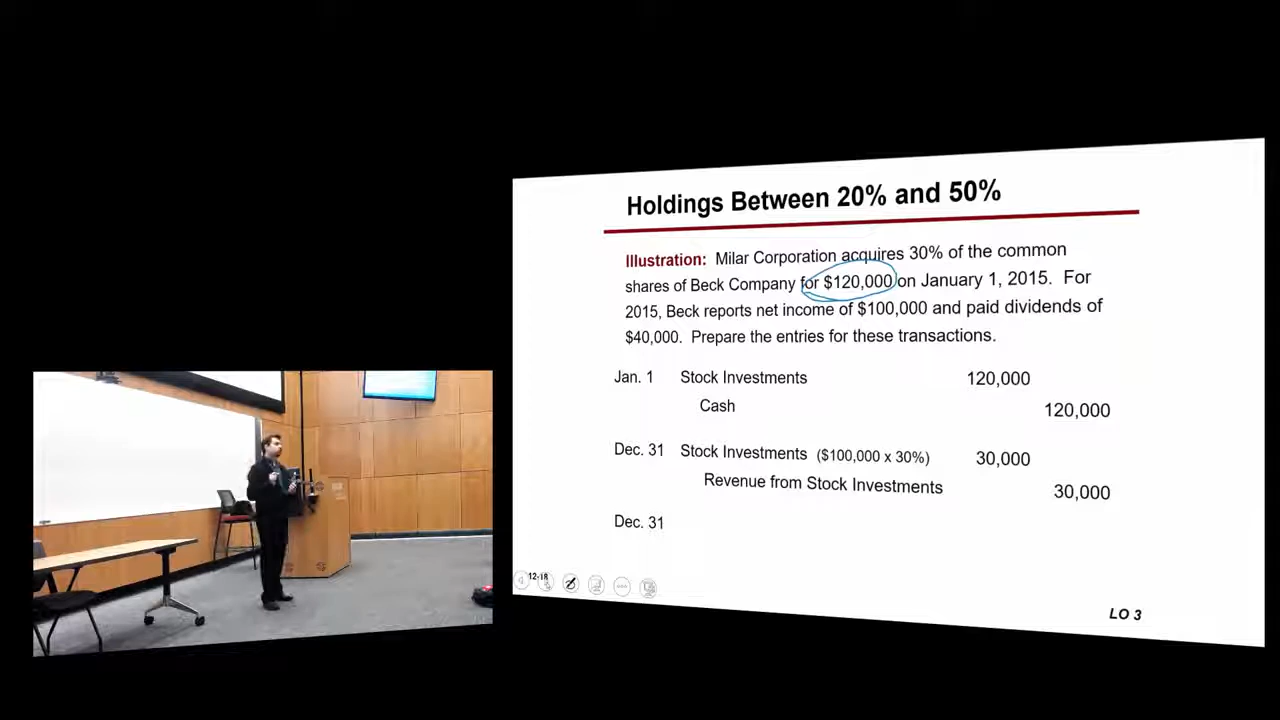 Holdings Between 20% and 50%
Illustration: Milar Corporation acquires 30% of the common
shares of Beck Company for $120,000 on January 1, 2015. For
2015, Beck reports net income of $100,000 and paid dividends of
$40,000. Prepare the entries for these transactions.
Jan. 1 Stock Investments 120,000
Cash 120,000
Dec. 31 Stock Investments ($100,000 x 30%) 30,000
Revenue from Stock Investments 30,000
Dec. 31
12-18
LO 3